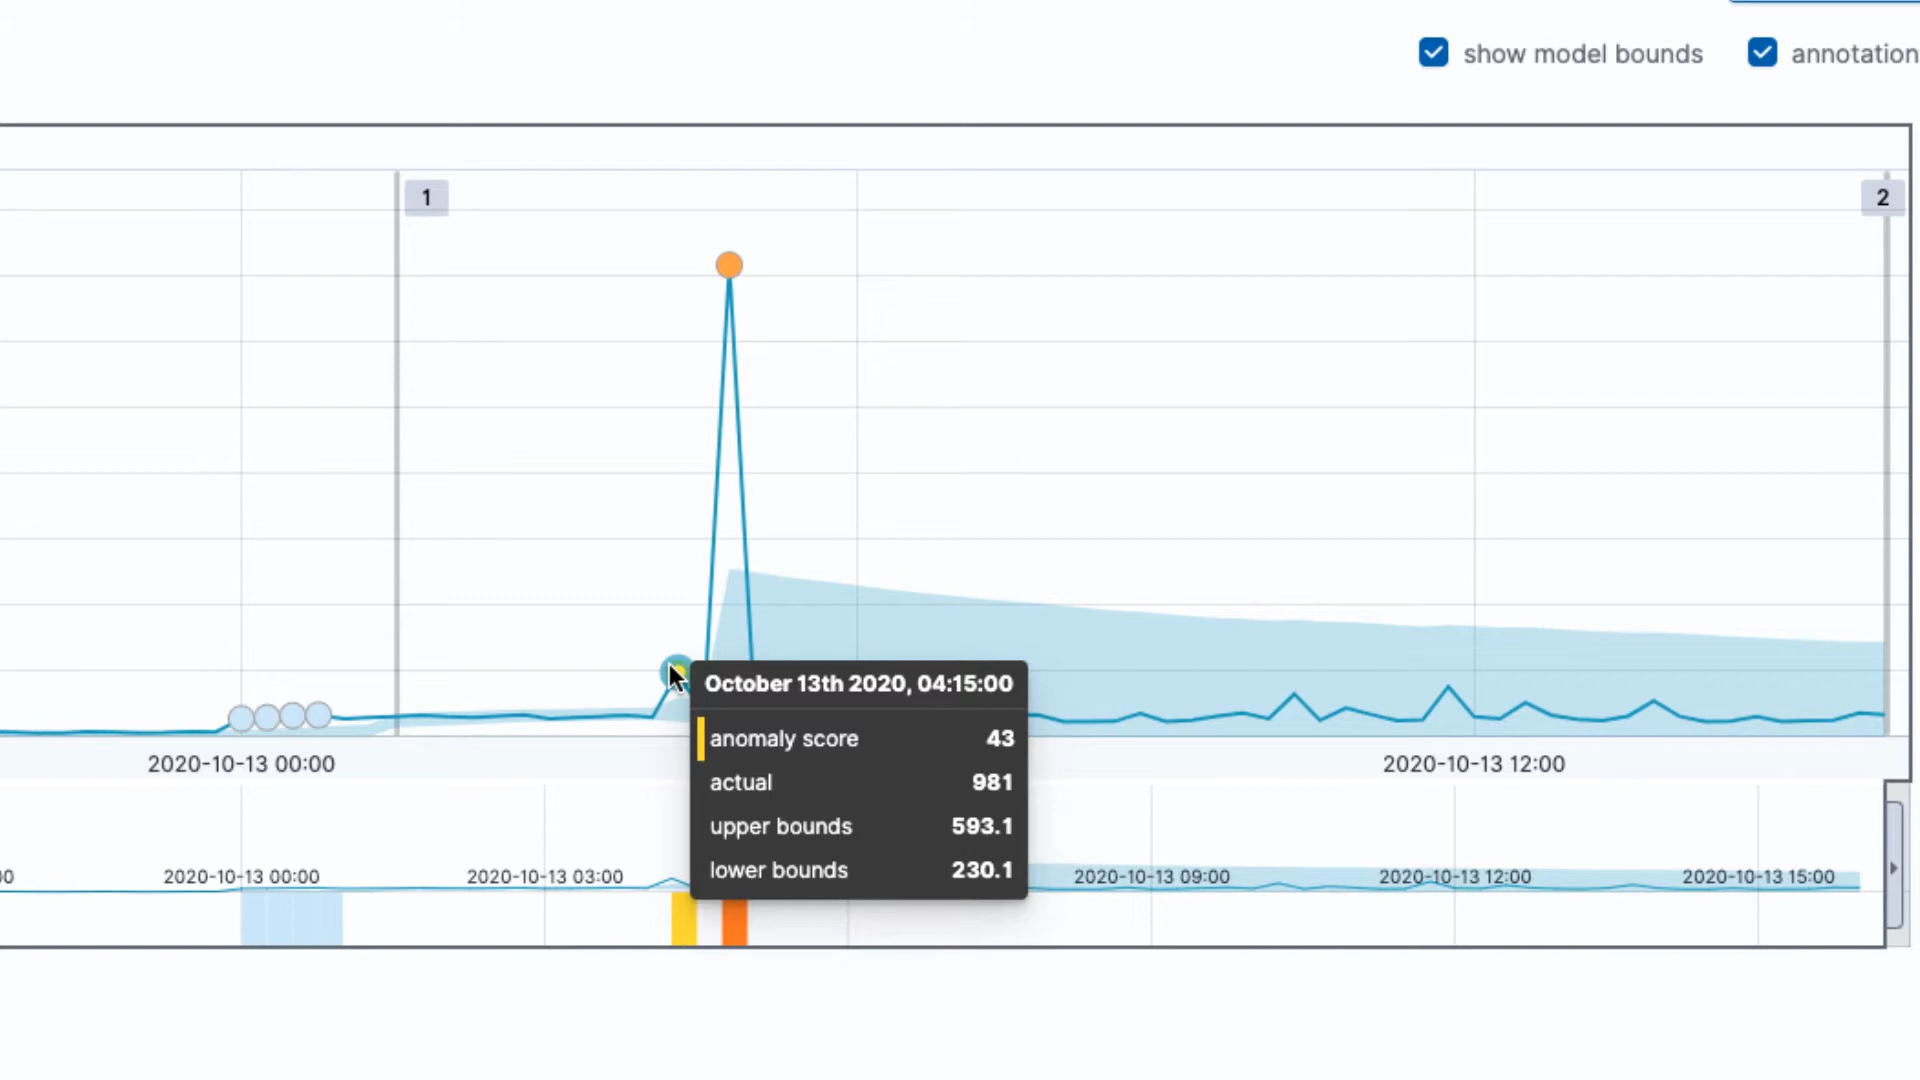 show model bounds annotation
1
2
October 13th 2020, 04:15:00
anomaly score 43
actual 981
upper bounds 593.1
lower bounds 230.1
2020-10-13 00:00 2020-10-13 12:00
00 2020-10-13 00:00 2020-10-13 03:00 2020-10-13 09:00 2020-10-13 12:00 2020-10-13 15:00